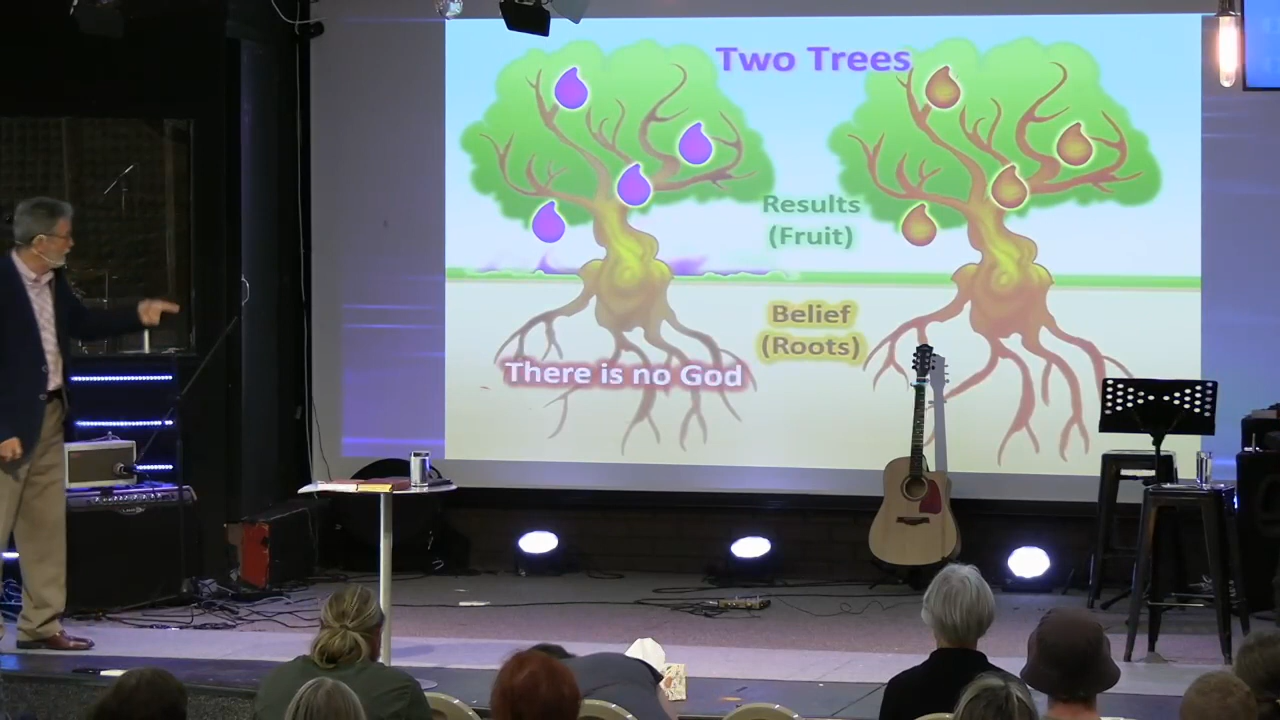 Two Trees
Results
(Fruit)
Belief
(Roots)
There is no God